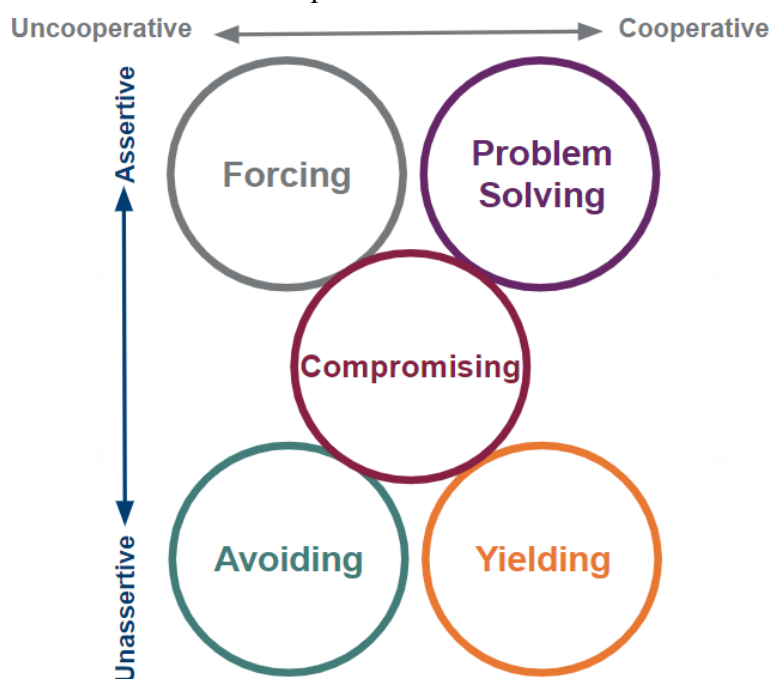 Uncooperative
Cooperative
Assertive
Forcing
Problem
Solving
Compromising
Avoiding
Yielding
Unassertive